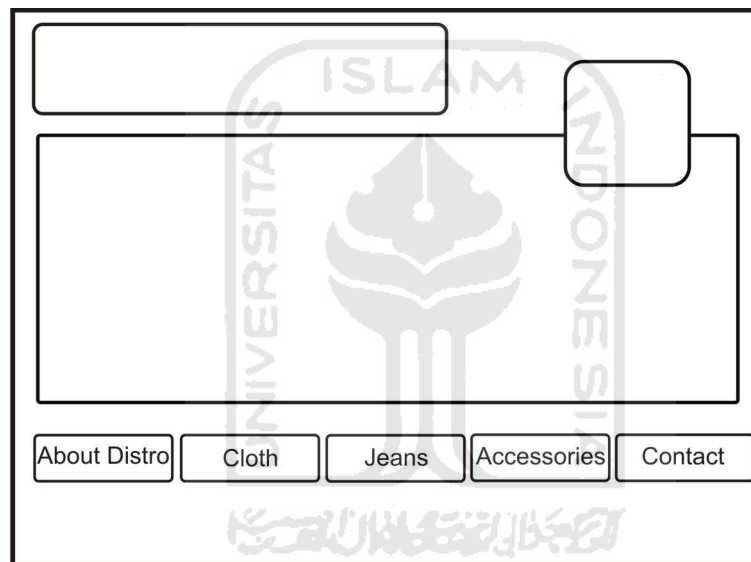 ISLAM
UNIVERSITAS
INDONESIA
About Distro
Cloth
Jeans
Accessories
Contact